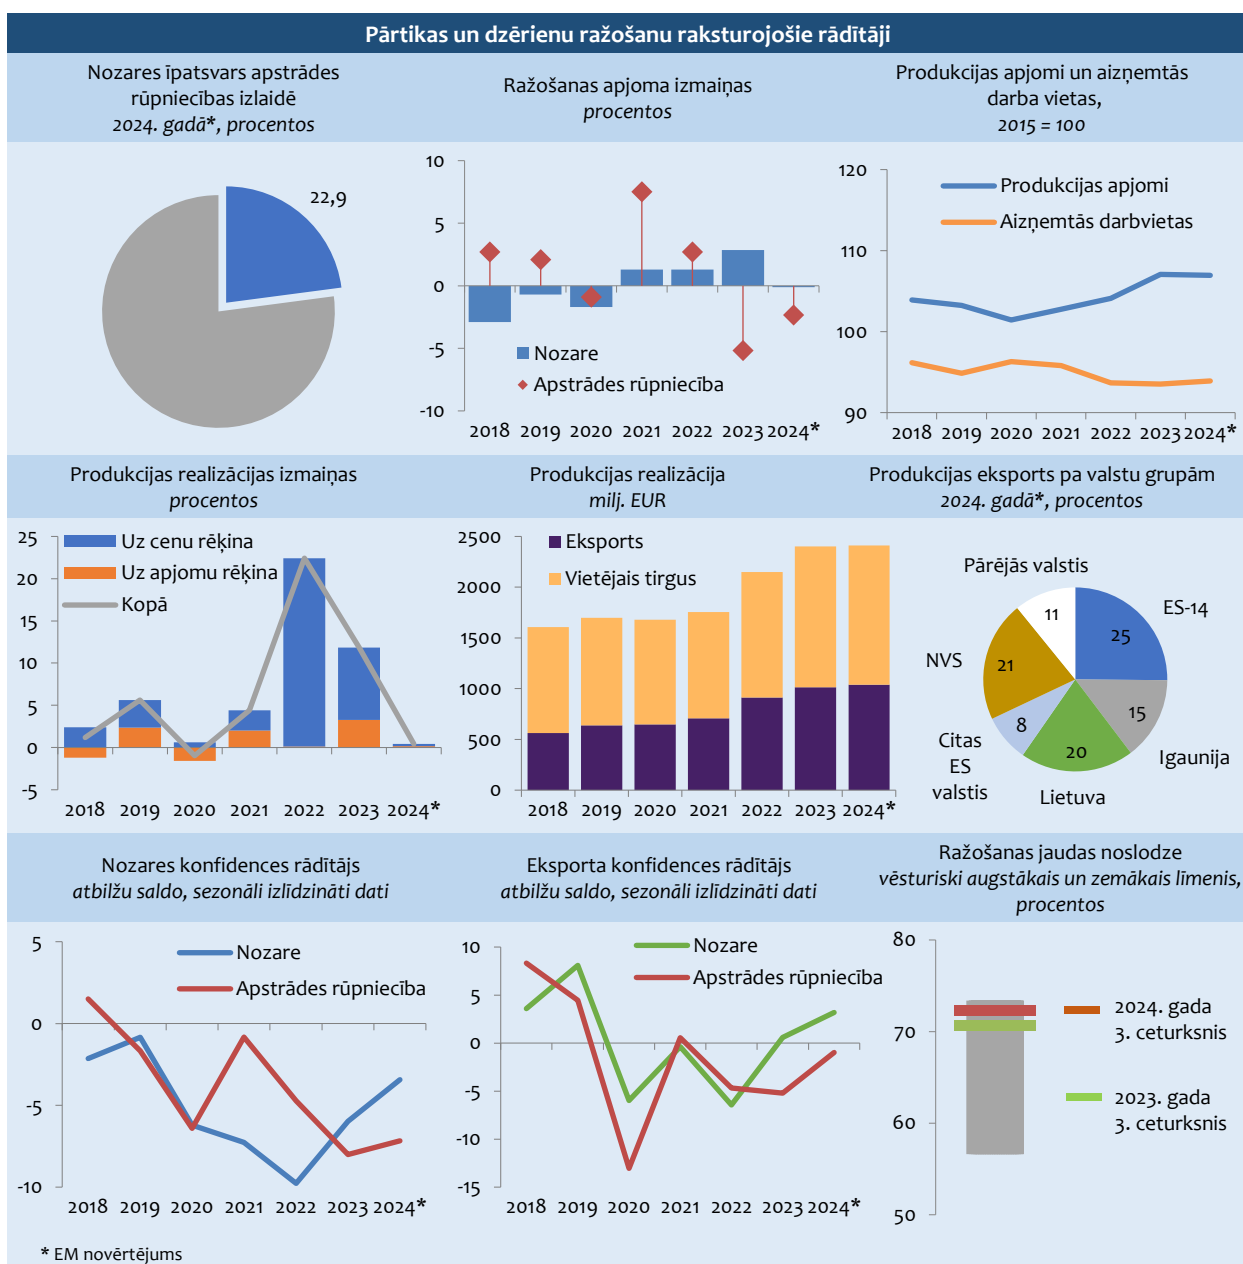 Pārtikas un dzērienu ražošanu raksturojošie rādītāji
Nozares īpatsvars apstrādes
rūpniecības izlaidē
2024. gadā*, procentos
22,9
Ražošanas apjoma izmaiņas
procentos
10
5
0
-5
-10
Nozare
Apstrādes rūpniecība
2018 2019 2020 2021 2022 2023 2024*
Produkcijas apjomi un aizņemtās
darba vietas,
2015 = 100
120
110
100
90
Produkcijas apjomi
Aizņemtās darbvietas
2018 2019 2020 2021 2022 2023 2024*
Produkcijas realizācijas izmaiņas
procentos
25
20
15
10
5
0
-5
Uz cenu rēķina
Uz apjomu rēķina
Kopā
2018 2019 2020 2021 2022 2023 2024*
Produkcijas realizācija
milj. EUR
2500
2000
1500
1000
500
0
Eksports
Vietējais tirgus
2018 2019 2020 2021 2022 2023 2024*
Produkcijas eksports pa valstu grupām
2024. gadā*, procentos
Pārējās valstis
11
ES-14
25
NVS
21
15
Igaunija
8
Citas
ES
valstis
20
Lietuva
Nozares konfidences rādītājs
atbilžu saldo, sezonāli izlīdzināti dati
5
0
-5
-10
Nozare
Apstrādes rūpniecība
2018 2019 2020 2021 2022 2023 2024*
Eksporta konfidences rādītājs
atbilžu saldo, sezonāli izlīdzināti dati
10
5
0
-5
-10
-15
Nozare
Apstrādes rūpniecība
2018 2019 2020 2021 2022 2023 2024*
Ražošanas jaudas noslodze
vēsturiski augstākais un zemākais līmenis,
procentos
80
70
60
50
2024. gada
3. ceturksnis
2023. gada
3. ceturksnis
* EM novērtējums